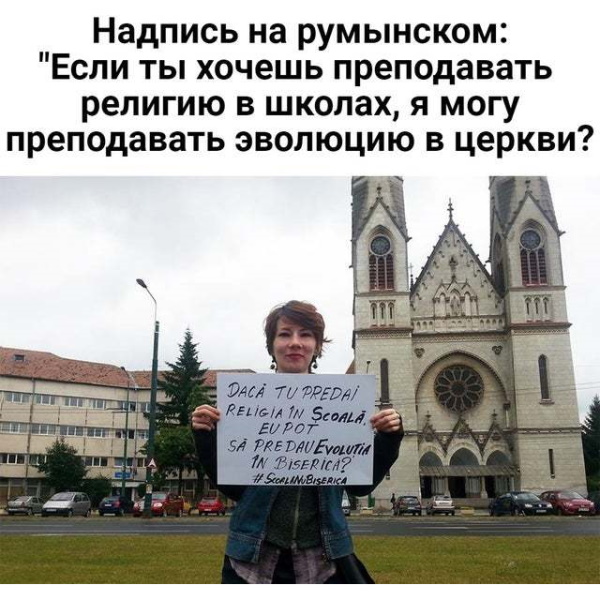 Надпись на румынском:
"Если ты хочешь преподавать
религию в школах, я могу
преподавать эволюцию в церкви?
DACĂ TU PREDAI
RELIGIA ÎN ȘCOALĂ,
EU POT
SĂ PREDAU EVOLUȚIA
ÎN BISERICĂ?
#ȘCOALĂNUBISERICĂ